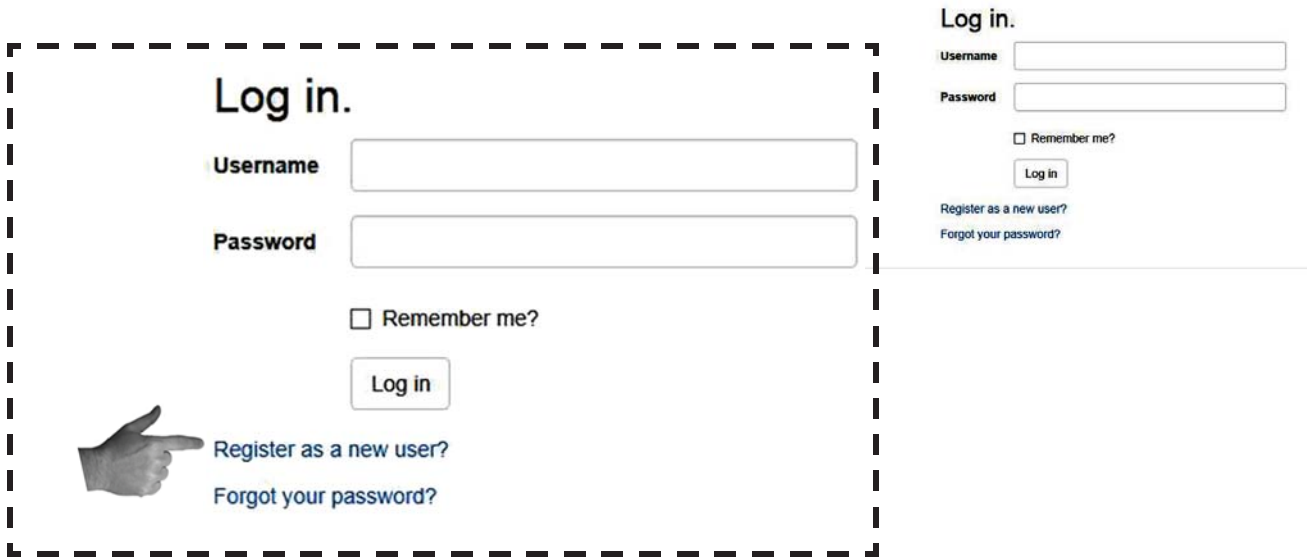 Log in.
Username
Password
Remember me?
Log in
Register as a new user?
Forgot your password?
Log in.
Username
Password
Remember me?
Log in
Register as a new user?
Forgot your password?